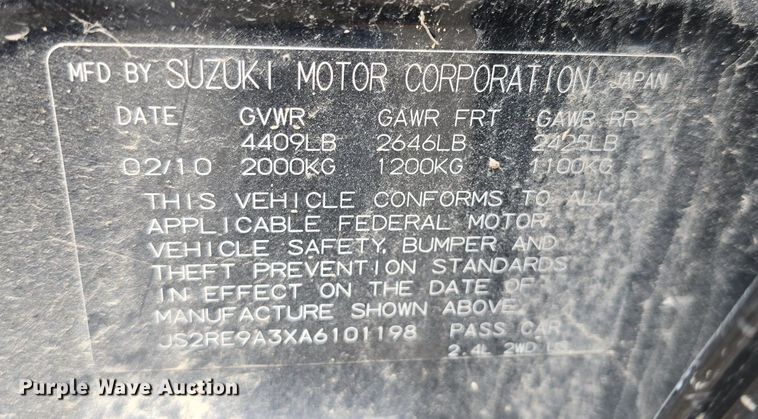 MFD BY SUZUKI MOTOR CORPORATION JAPAN
DATE GVWR GAWR FRT GAWR RR
4409LB 2646LB 2425LB
02/10 2000KG 1200KG 1100KG
THIS VEHICLE CONFORMS TO ALL
APPLICABLE FEDERAL MOTOR
VEHICLE SAFETY, BUMPER AND
THEFT PREVENTION STANDARDS
IN EFFECT ON THE DATE OF
MANUFACTURE SHOWN ABOVE.
JS2RE9A3XA6101198 PASS CAR
2.4L 2WD US
Purple Wave Auction